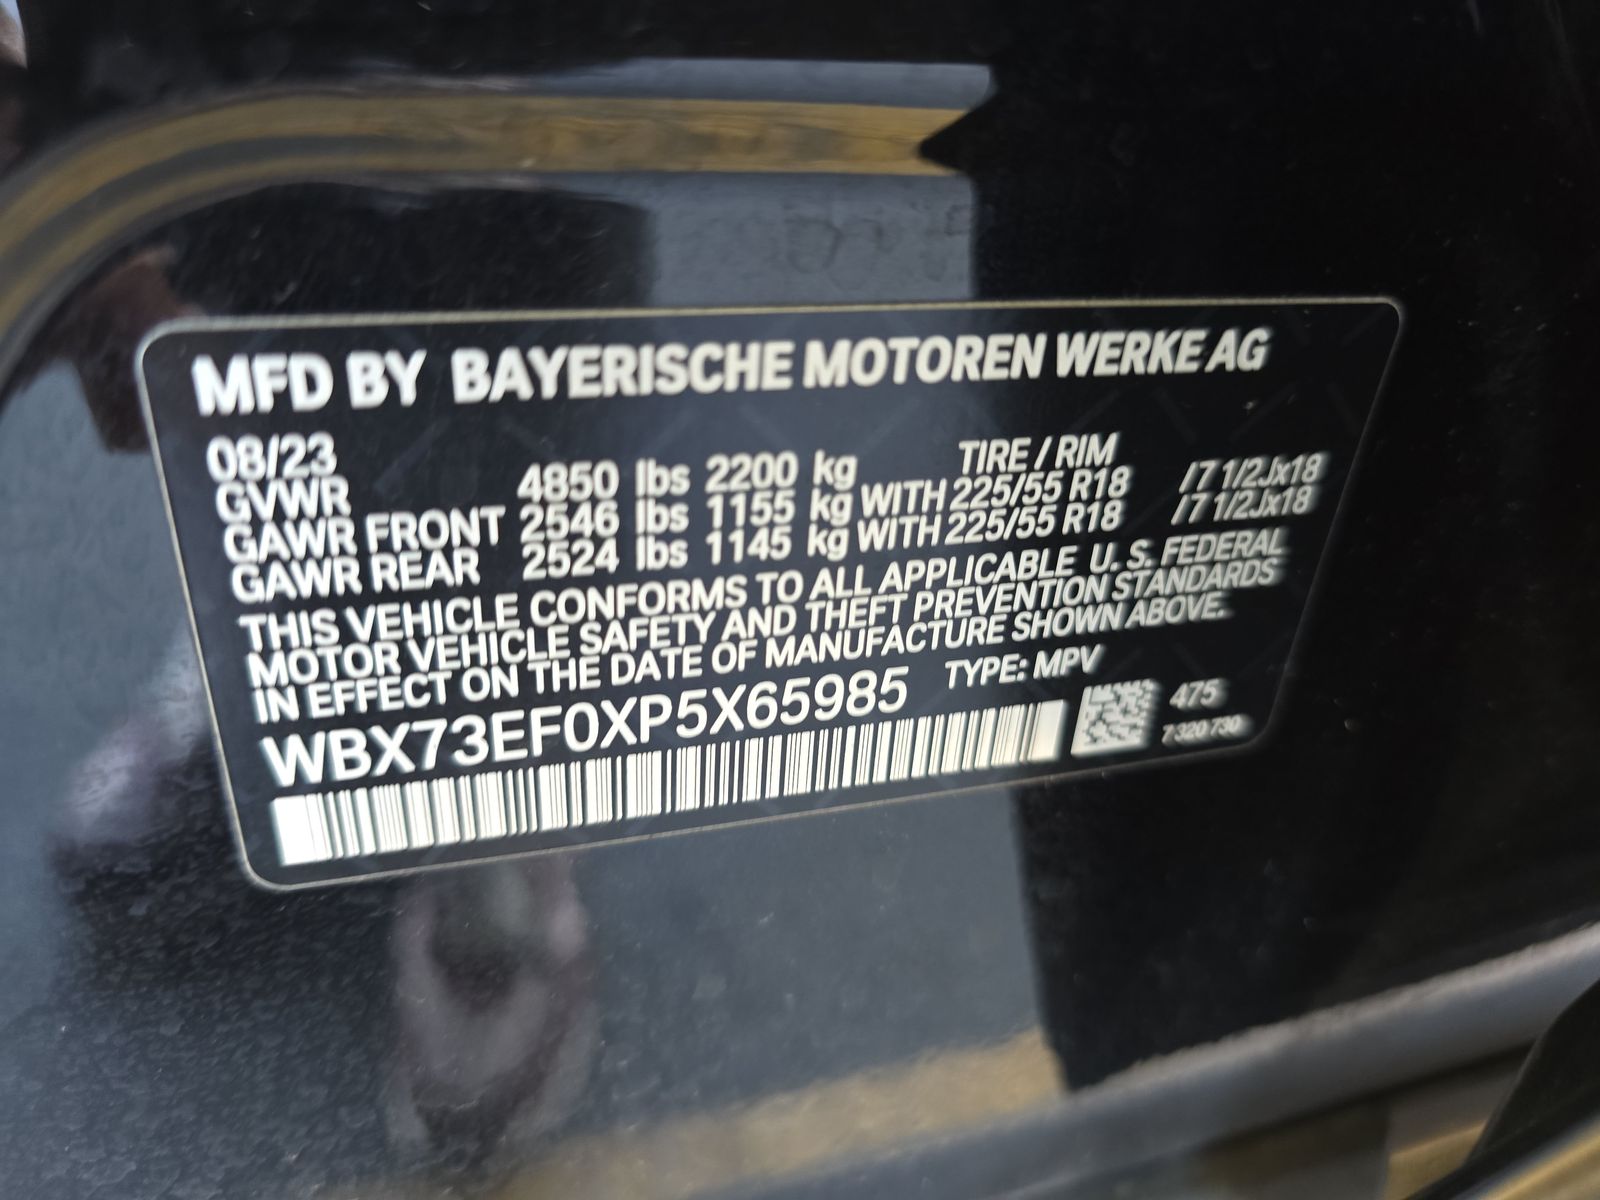 MFD BY BAYERISCHE MOTOREN WERKE AG
08/23 TIRE / RIM
GVWR 4850 lbs 2200 kg
GAWR FRONT 2546 lbs 1155 kg WITH 225/55 R18 /7 1/2Jx18
GAWR REAR 2524 lbs 1145 kg WITH 225/55 R18 /7 1/2Jx18
THIS VEHICLE CONFORMS TO ALL APPLICABLE U. S. FEDERAL
MOTOR VEHICLE SAFETY AND THEFT PREVENTION STANDARDS
IN EFFECT ON THE DATE OF MANUFACTURE SHOWN ABOVE.
WBX73EF0XP5X65985 TYPE: MPV
475
7 320 730